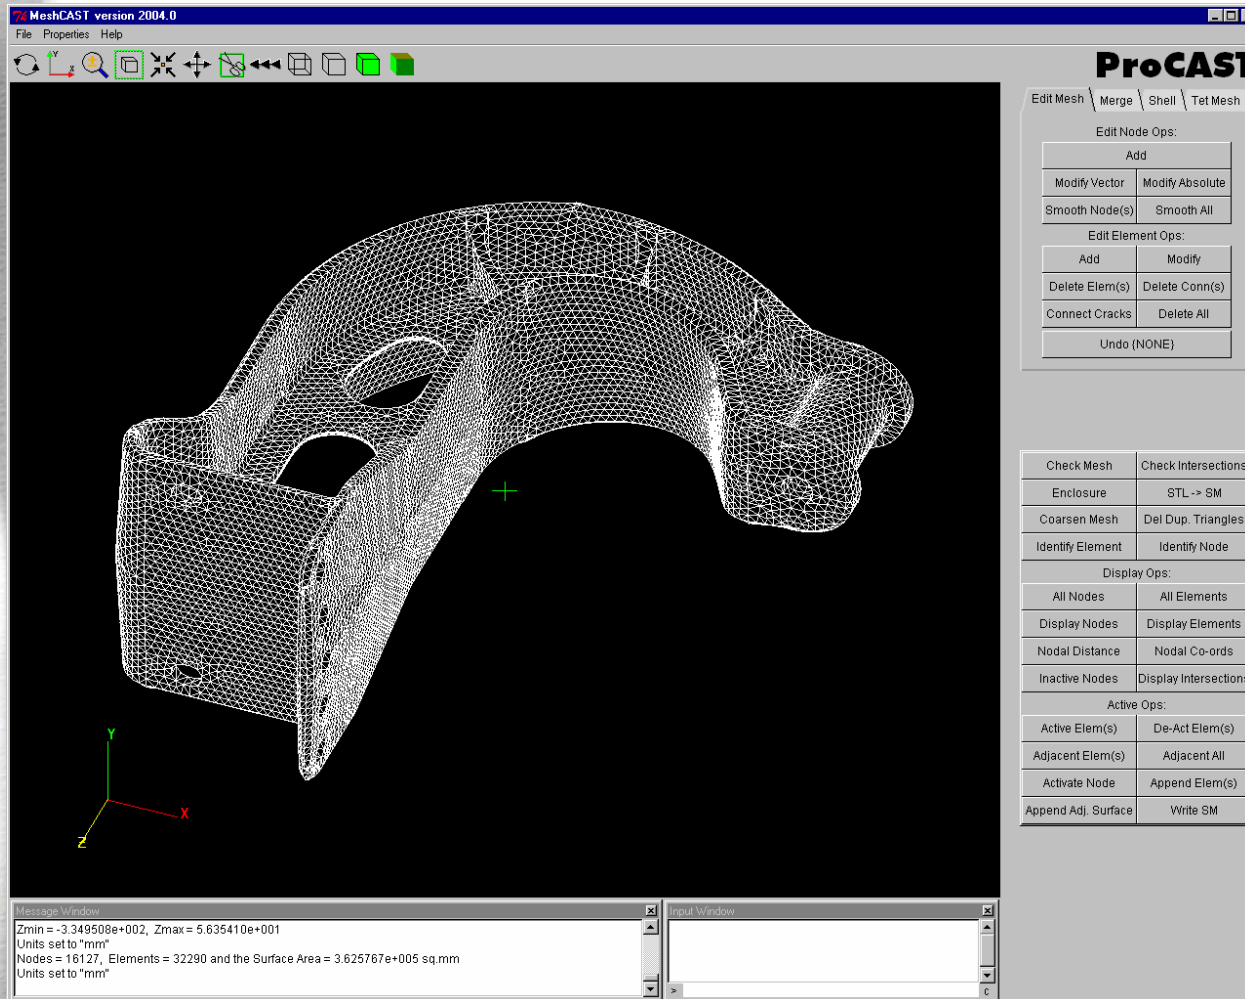 MeshCAST version 2004.0
File Properties Help
ProCAST
Edit Mesh Merge Shell Tet Mesh
Edit Node Ops:
Add
Modify Vector Modify Absolute
Smooth Node(s) Smooth All
Edit Element Ops:
Add Modify
Delete Elem(s) Delete Conn(s)
Connect Cracks Delete All
Undo {NONE}
Check Mesh Check Intersections
Enclosure STL -> SM
Coarsen Mesh Del Dup. Triangles
Identify Element Identify Node
Display Ops:
All Nodes All Elements
Display Nodes Display Elements
Nodal Distance Nodal Co-ords
Inactive Nodes Display Intersections
Active Ops:
Active Elem(s) De-Act Elem(s)
Adjacent Elem(s) Adjacent All
Activate Node Append Elem(s)
Append Adj. Surface Write SM
Y
X
Z
Message Window
Zmin = -3.349508e+002, Zmax = 5.635410e+001
Units set to "mm"
Nodes = 16127, Elements = 32290 and the Surface Area = 3.625767e+005 sq.mm
Units set to "mm"
Input Window
> c